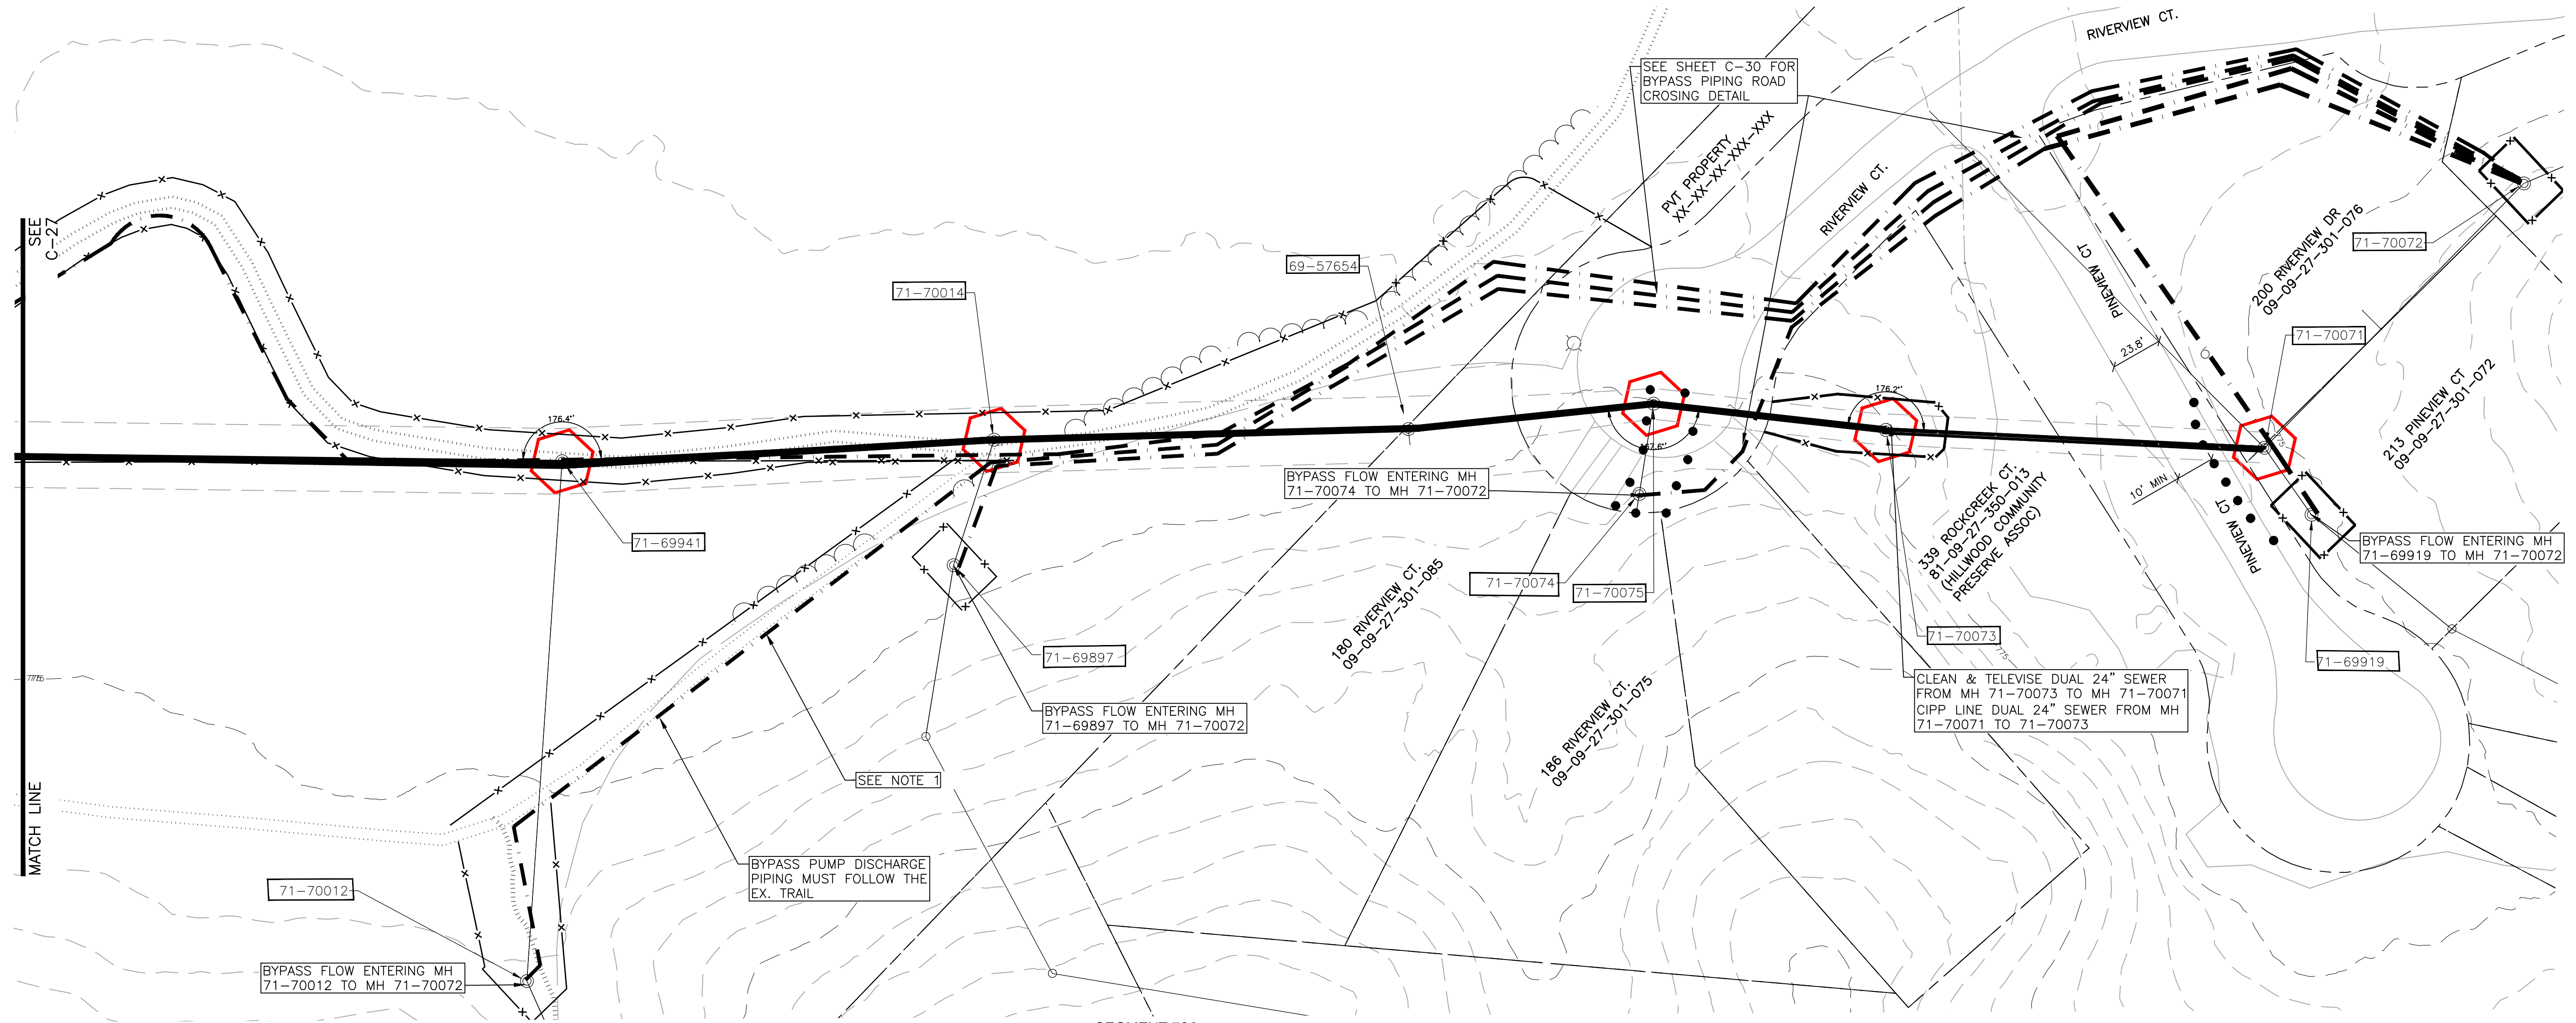 RIVERVIEW CT.
SEE SHEET C-30 FOR
BYPASS PIPING ROAD
CROSING DETAIL
PVT PROPERTY
XX-XX-XX-XXX-XXX
RIVERVIEW CT.
SEE
C-27
71-70014
69-57654
PINEVIEW CT
200 RIVERVIEW DR
09-09-27-301-076
71-70072
71-70071
23.8'
213 PINEVIEW CT
09-09-27-301-072
176.4°
176.2°
167.6°
775
BYPASS FLOW ENTERING MH
71-70074 TO MH 71-70072
10' MIN
PINEVIEW CT
71-69941
BYPASS FLOW ENTERING MH
71-69919 TO MH 71-70072
339 ROCKCREEK CT.
81-09-27-350-013
(HILLWOOD COMMUNITY
PRESERVE ASSOC)
180 RIVERVIEW CT.
09-09-27-301-085
71-70074
71-70075
71-70073
775
71-69919
71-69897
BYPASS FLOW ENTERING MH
71-69897 TO MH 71-70072
186 RIVERVIEW CT.
09-09-27-301-075
CLEAN & TELEVISE DUAL 24" SEWER
FROM MH 71-70073 TO MH 71-70071
CIPP LINE DUAL 24" SEWER FROM MH
71-70071 TO 71-70073
SEE NOTE 1
MATCH LINE
BYPASS PUMP DISCHARGE
PIPING MUST FOLLOW THE
EX. TRAIL
71-70012
BYPASS FLOW ENTERING MH
71-70012 TO MH 71-70072